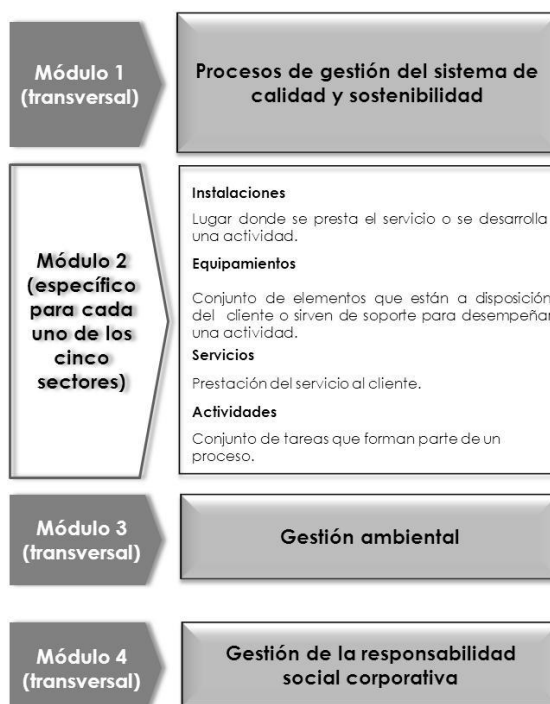 Módulo 1
(transversal)
Procesos de gestión del sistema de
calidad y sostenibilidad
Módulo 2
(específico
para cada
uno de los
cinco
sectores)
Instalaciones
Lugar donde se presta el servicio o se desarrolla
una actividad.
Equipamientos
Conjunto de elementos que están a disposición
del cliente o sirven de soporte para desempeñar
una actividad.
Servicios
Prestación del servicio al cliente.
Actividades
Conjunto de tareas que forman parte de un
proceso.
Módulo 3
(transversal)
Gestión ambiental
Módulo 4
(transversal)
Gestión de la responsabilidad
social corporativa